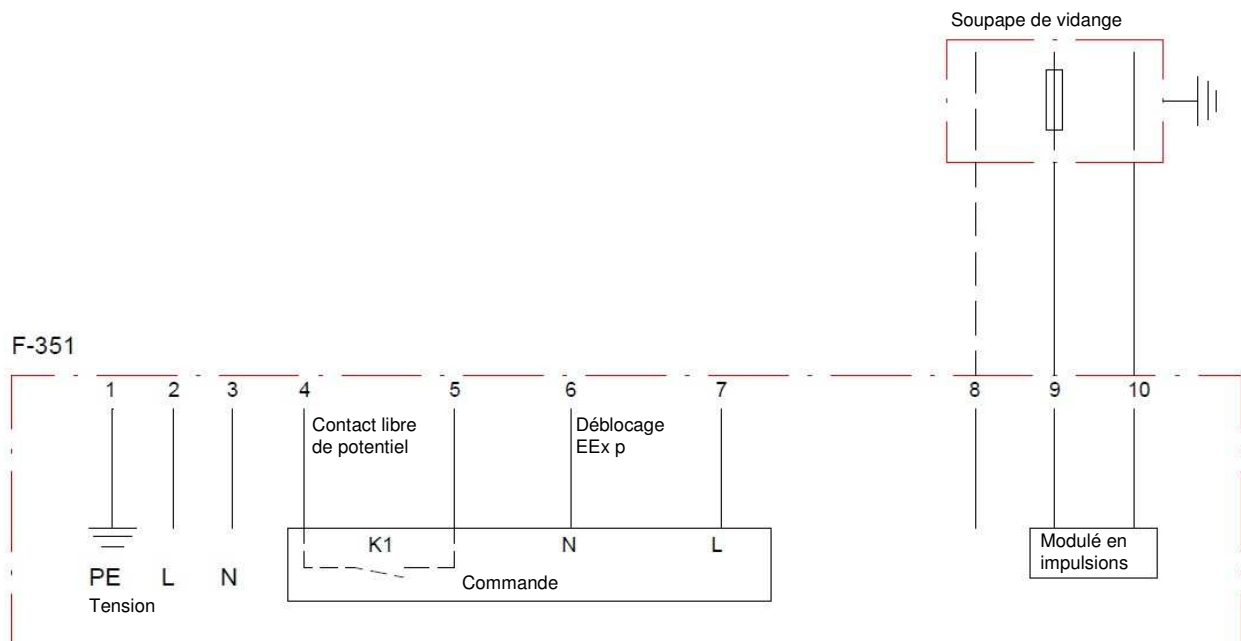 Soupape de vidange
F-351
1 2 3 4 5 6 7 8 9 10
Contact libre
de potentiel
Déblocage
EEx p
K1 N L
Commande
Modulé en
impulsions
PE L N
Tension